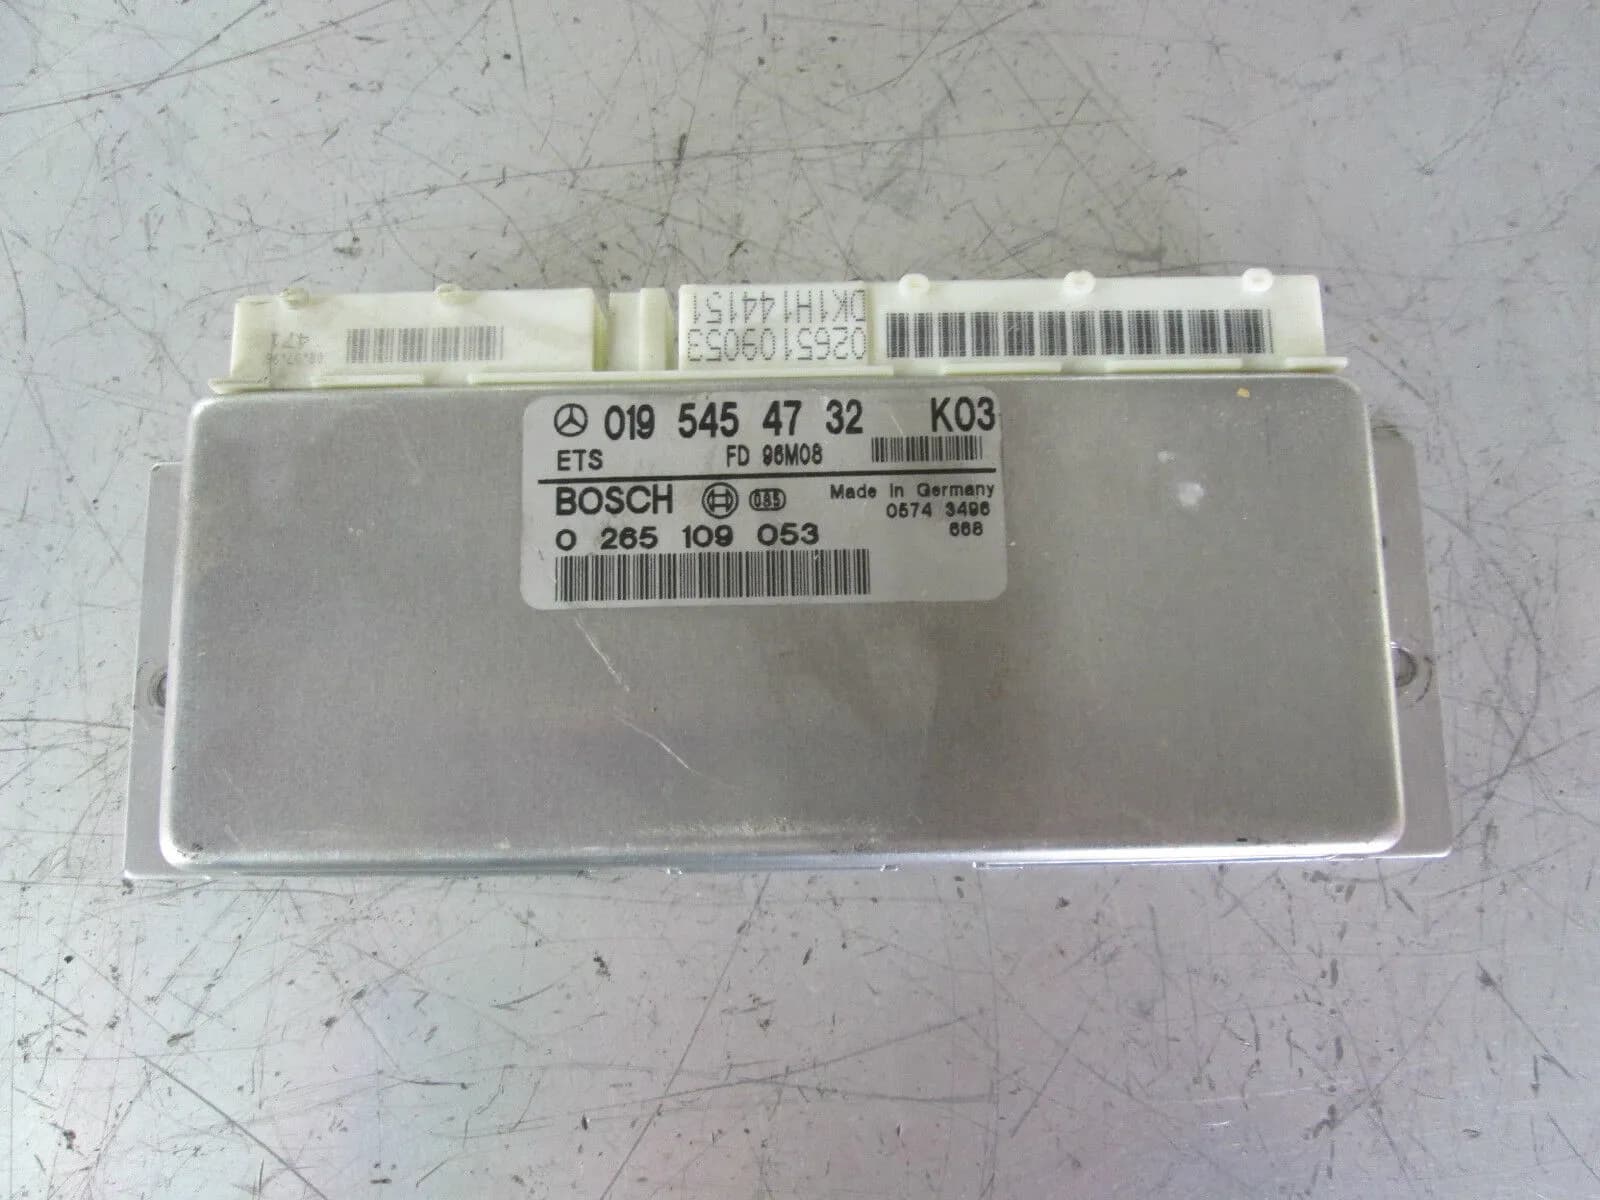 471
0265109053
DK1H144151
019 545 47 32 K03
ETS FD 96M08
BOSCH 085 Made in Germany
0 265 109 053 0574 3496
668